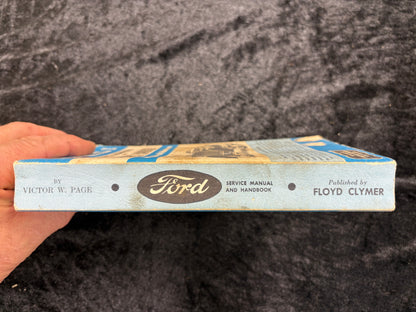 BY
VICTOR W. PAGE
Ford
SERVICE MANUAL
AND HANDBOOK
Published by
FLOYD CLYMER